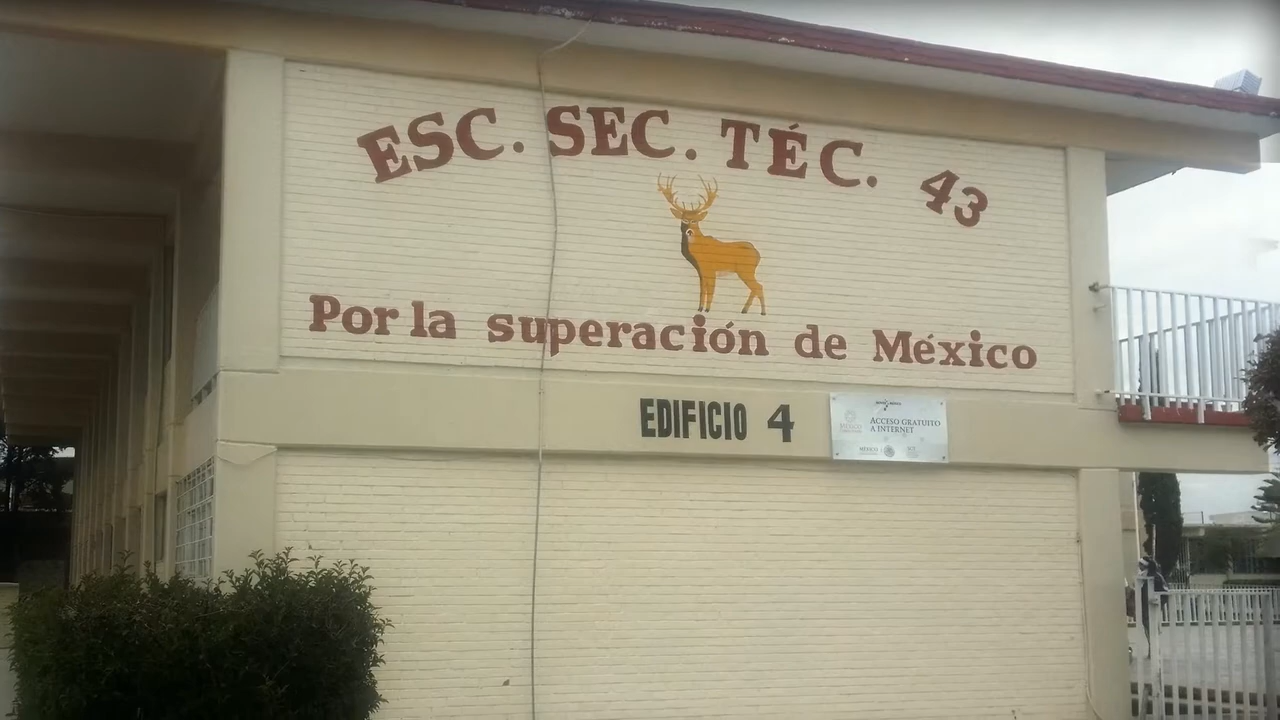 ESC. SEC. TÉC. 43
Por la superación de México
EDIFICIO 4
ACCESO GRATUITO
A INTERNET